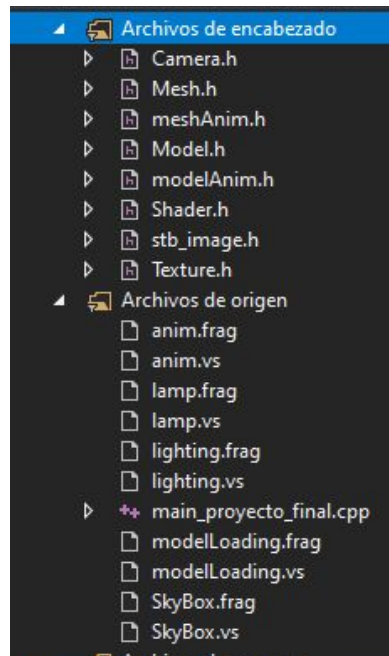 Archivos de encabezado
Camera.h
Mesh.h
meshAnim.h
Model.h
modelAnim.h
Shader.h
stb_image.h
Texture.h
Archivos de origen
anim.frag
anim.vs
lamp.frag
lamp.vs
lighting.frag
lighting.vs
main_proyecto_final.cpp
modelLoading.frag
modelLoading.vs
SkyBox.frag
SkyBox.vs